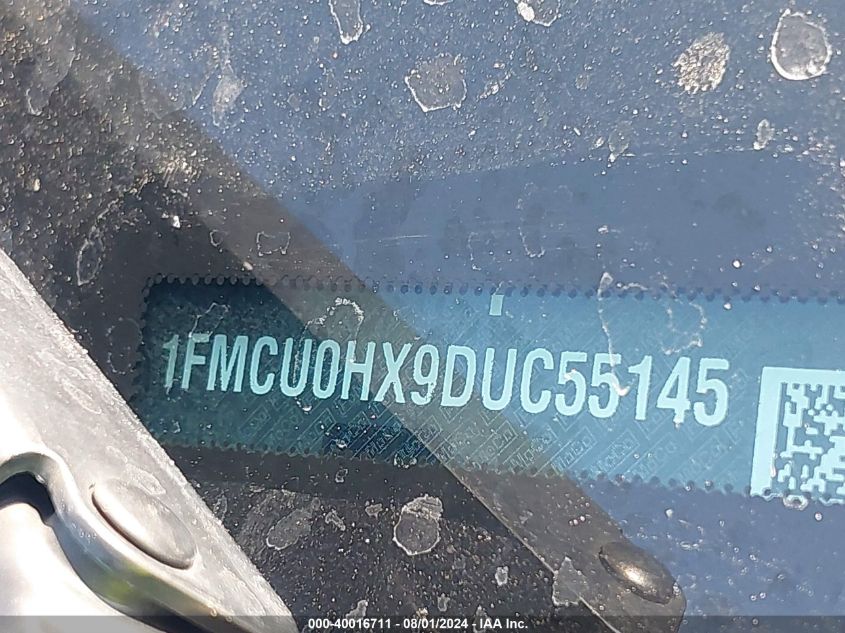 1FMCU0HX9DUC55145
000-40016711 - 08/01/2024 - IAA Inc.